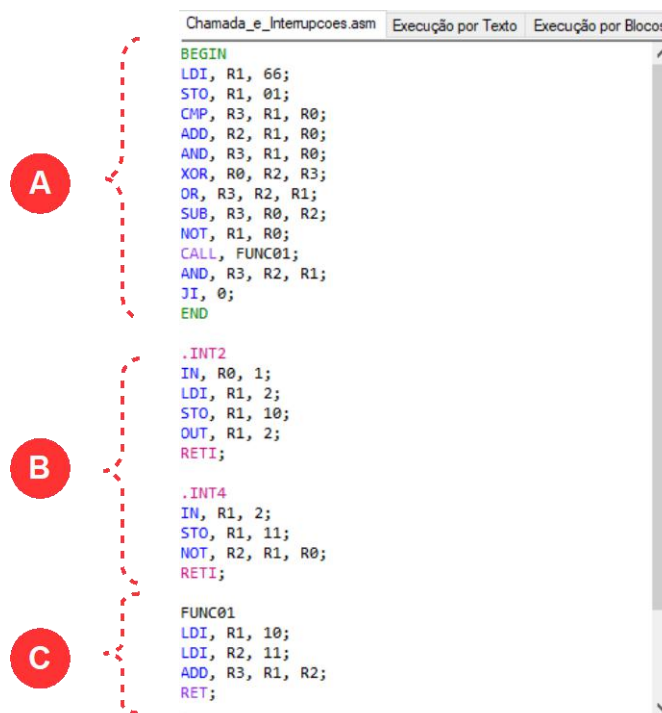 Chamada_e_Interrupcoes.asm Execução por Texto Execução por Blocos
BEGIN
LDI, R1, 66;
STO, R1, 01;
CMP, R3, R1, R0;
ADD, R2, R1, R0;
AND, R3, R1, R0;
XOR, R0, R2, R3;
OR, R3, R2, R1;
SUB, R3, R0, R2;
NOT, R1, R0;
CALL, FUNC01;
AND, R3, R2, R1;
JI, 0;
END
A
.INT2
IN, R0, 1;
LDI, R1, 2;
STO, R1, 10;
OUT, R1, 2;
RETI;
B
.INT4
IN, R1, 2;
STO, R1, 11;
NOT, R2, R1, R0;
RETI;
FUNC01
LDI, R1, 10;
LDI, R2, 11;
ADD, R3, R1, R2;
RET;
C